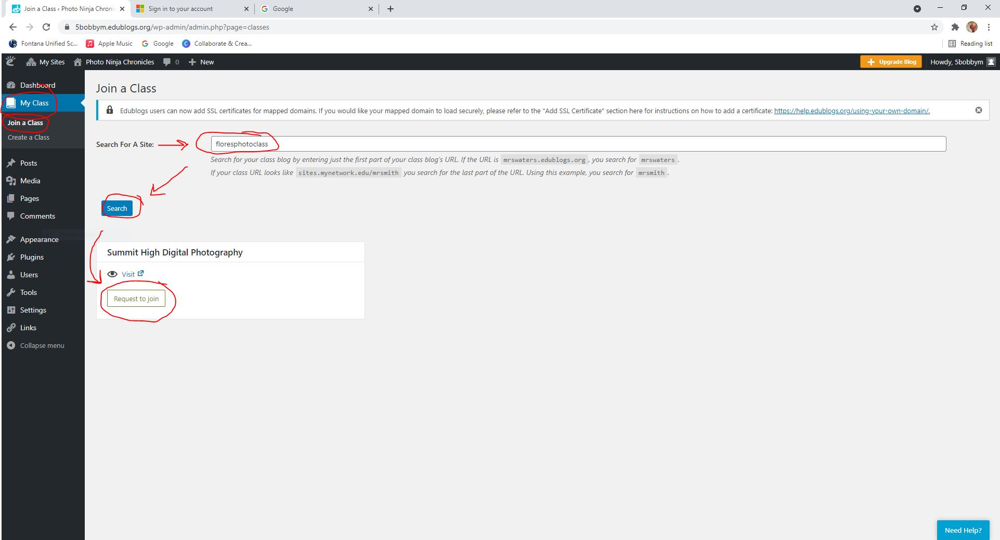 Join a Class ‹ Photo Ninja Chroni
Sign in to your account
Google
5bobbym.edublogs.org/wp-admin/admin.php?page=classes
Fontana Unified Sc...
Apple Music
Google
Collaborate & Crea...
Reading list
My Sites
Photo Ninja Chronicles
0
New
Upgrade Blog
Howdy, 5bobbym
Dashboard
My Class
Join a Class
Create a Class
Posts
Media
Pages
Comments
Appearance
Plugins
Users
Tools
Settings
Links
Collapse menu
Join a Class
Edublogs users can now add SSL certificates for mapped domains. If you would like your mapped domain to load securely, please refer to the "Add SSL Certificate" section here for instructions on how to add a certificate: https://help.edublogs.org/using-your-own-domain/.
Search For A Site:
floresphotoclass
Search for your class blog by entering just the first part of your class blog's URL. If the URL is mrswaters.edublogs.org, you search for mrswaters.
If your class URL looks like sites.mynetwork.edu/mrsmith you search for the last part of the URL. Using this example, you search for mrsmith.
Search
Summit High Digital Photography
Visit
Request to join
Need Help?